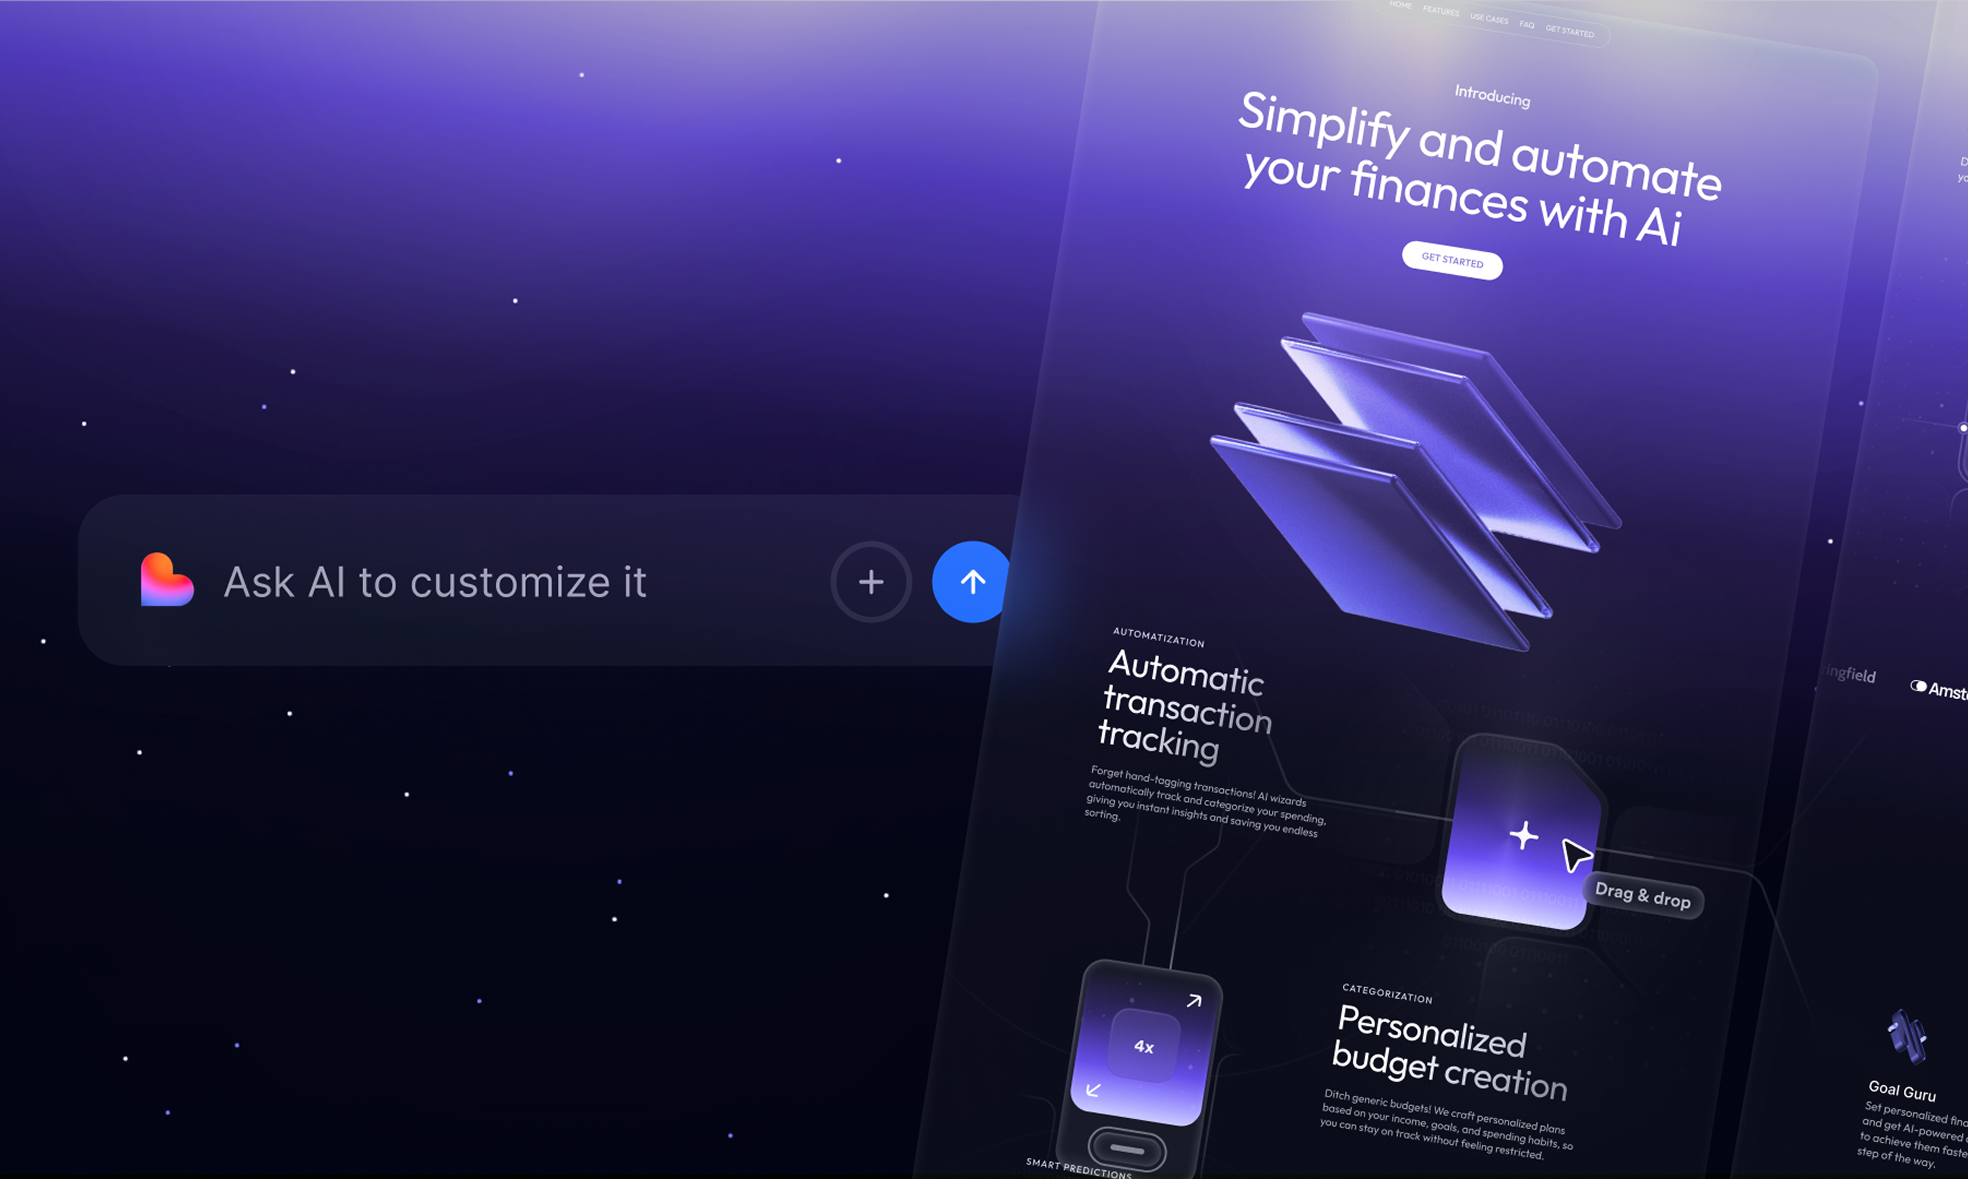 HOME FEATURES USE CASES FAQ GET STARTED
Introducing
Simplify and automate
your finances with Ai
GET STARTED
Ask AI to customize it
AUTOMATIZATION
Automatic
transaction
tracking
Forget hand-tagging transactions! AI wizards
automatically track and categorize your spending,
giving you instant insights and saving you endless
sorting.
Drag & drop
4x
CATEGORIZATION
Personalized
budget creation
Ditch generic budgets! We craft personalized plans
based on your income, goals, and spending habits, so
you can stay on track without feeling restricted.
SMART PREDICTIONS
ingfield
Amst
Goal Guru
Set personalized fin
and get AI-powered
to achieve them faste
step of the way.